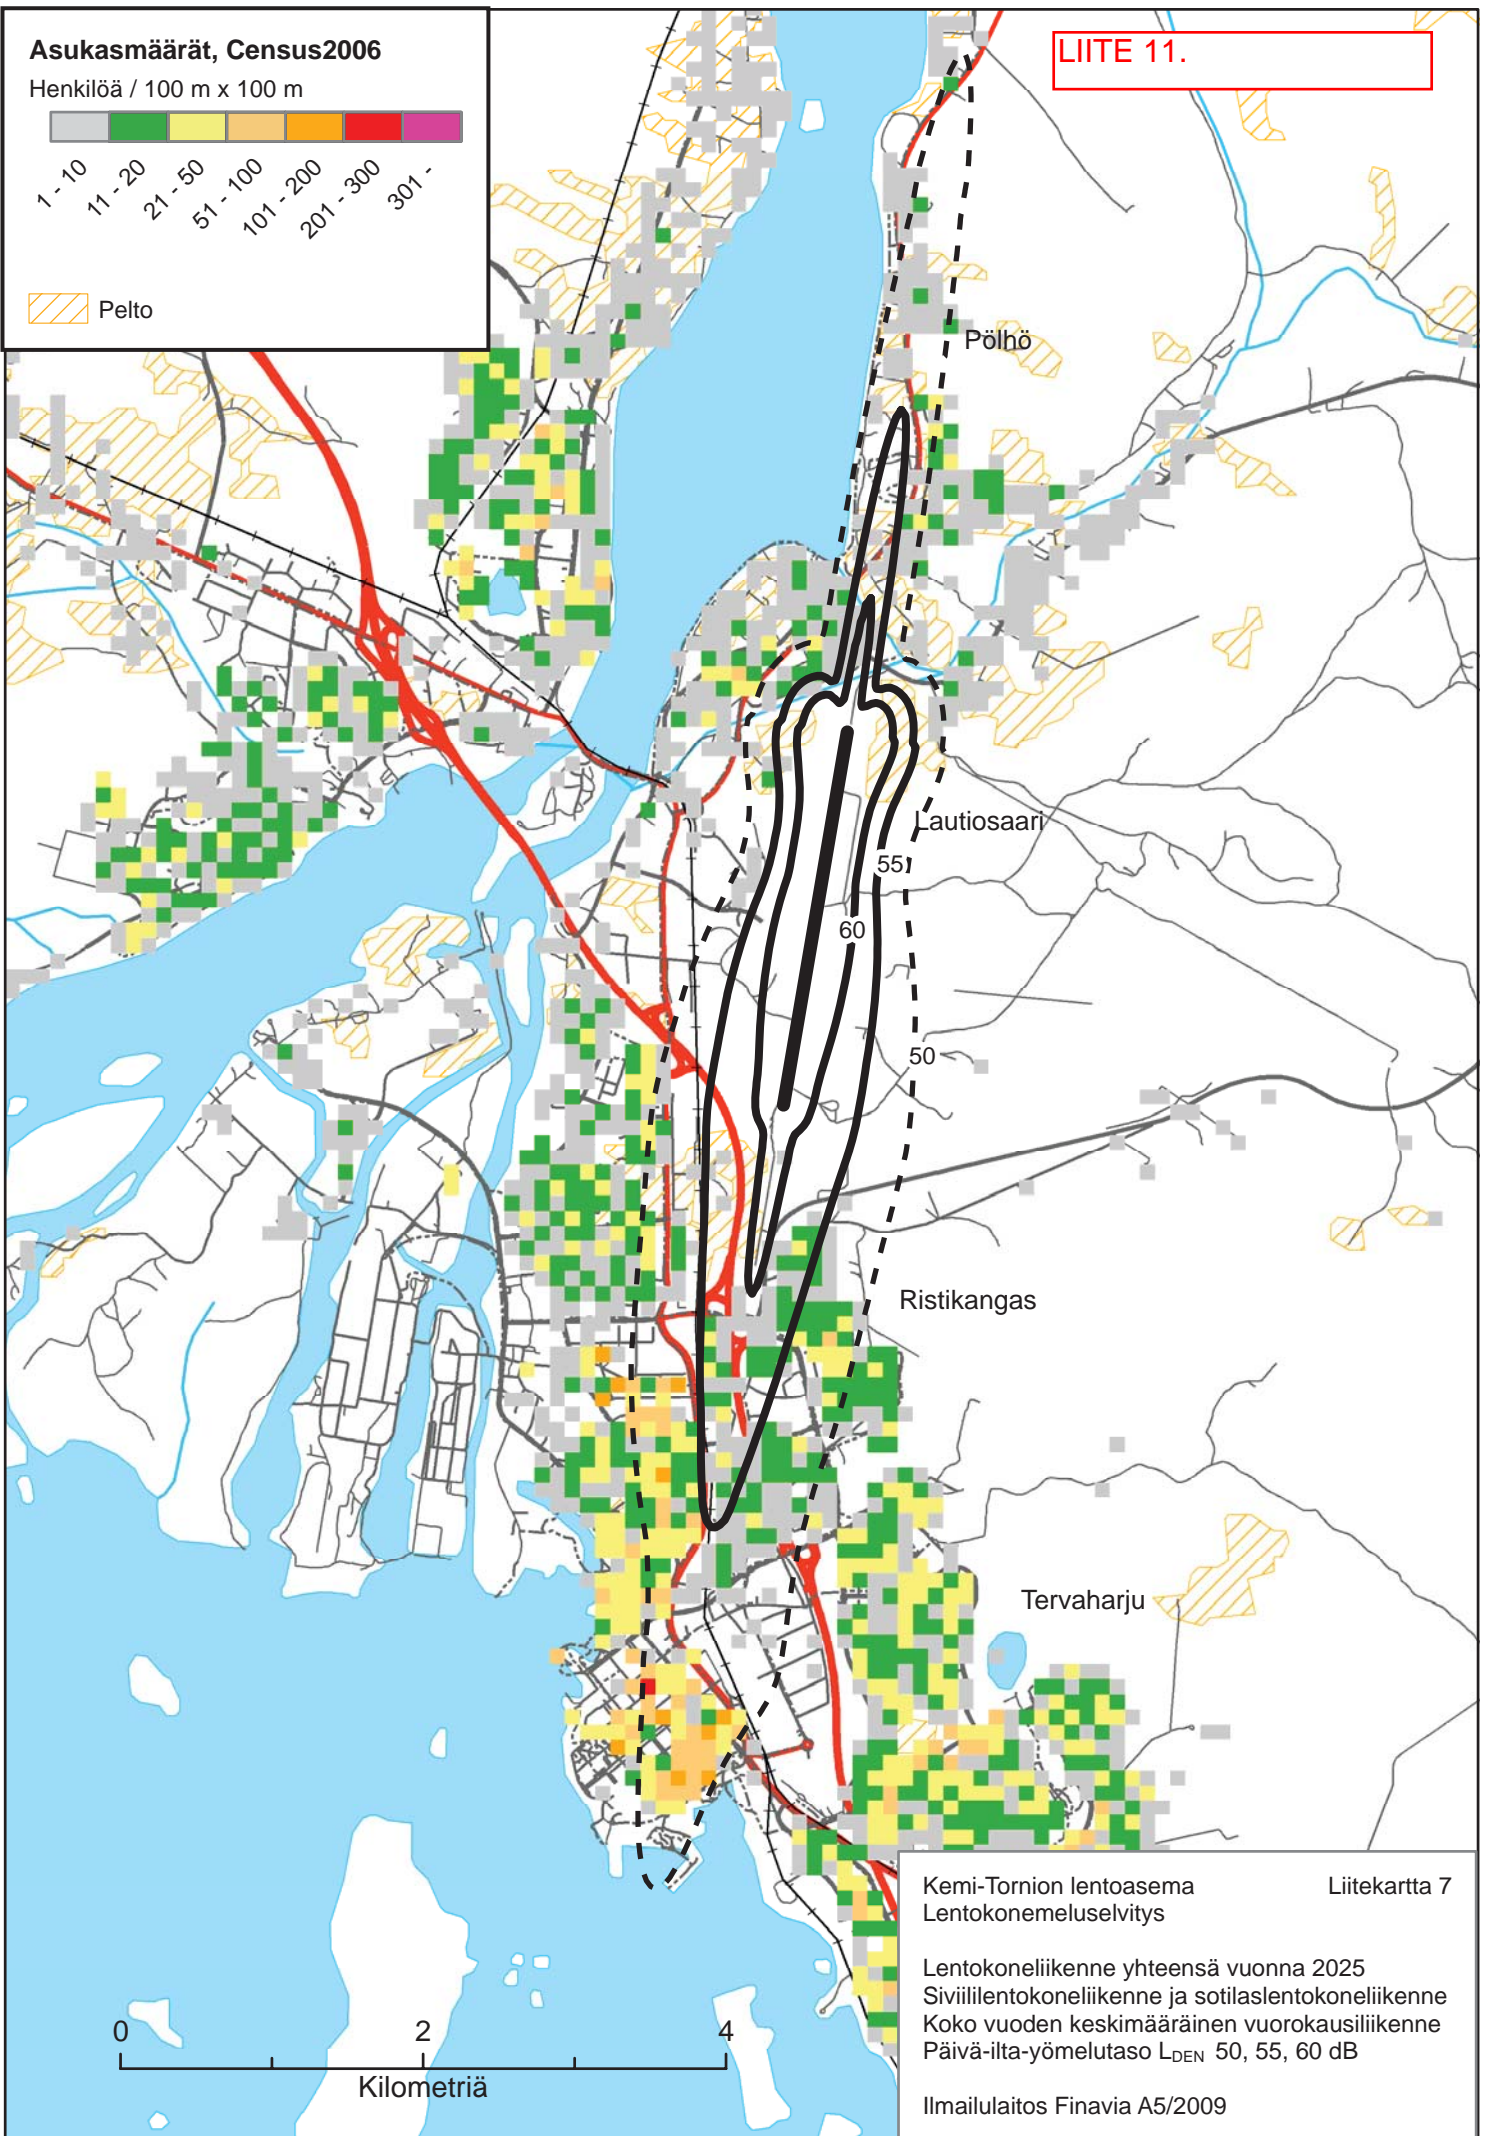 Asukasmäärät, Census2006
Henkilöä / 100 m x 100 m
1 - 10
11 - 20
21 - 50
51 - 100
101 - 200
201 - 300
301 -
Pelto
LIITE 11.
Pölhö
Lautiosaari
55
60
50
Ristikangas
Tervaharju
0 2 4
Kilometriä
Kemi-Tornion lentoasema Liitekartta 7
Lentokonemeluselvitys
Lentokoneliikenne yhteensä vuonna 2025
Siviililentokoneliikenne ja sotilaslentokoneliikenne
Koko vuoden keskimääräinen vuorokausiliikenne
Päivä-ilta-yömelutaso LDEN 50, 55, 60 dB
Ilmailulaitos Finavia A5/2009